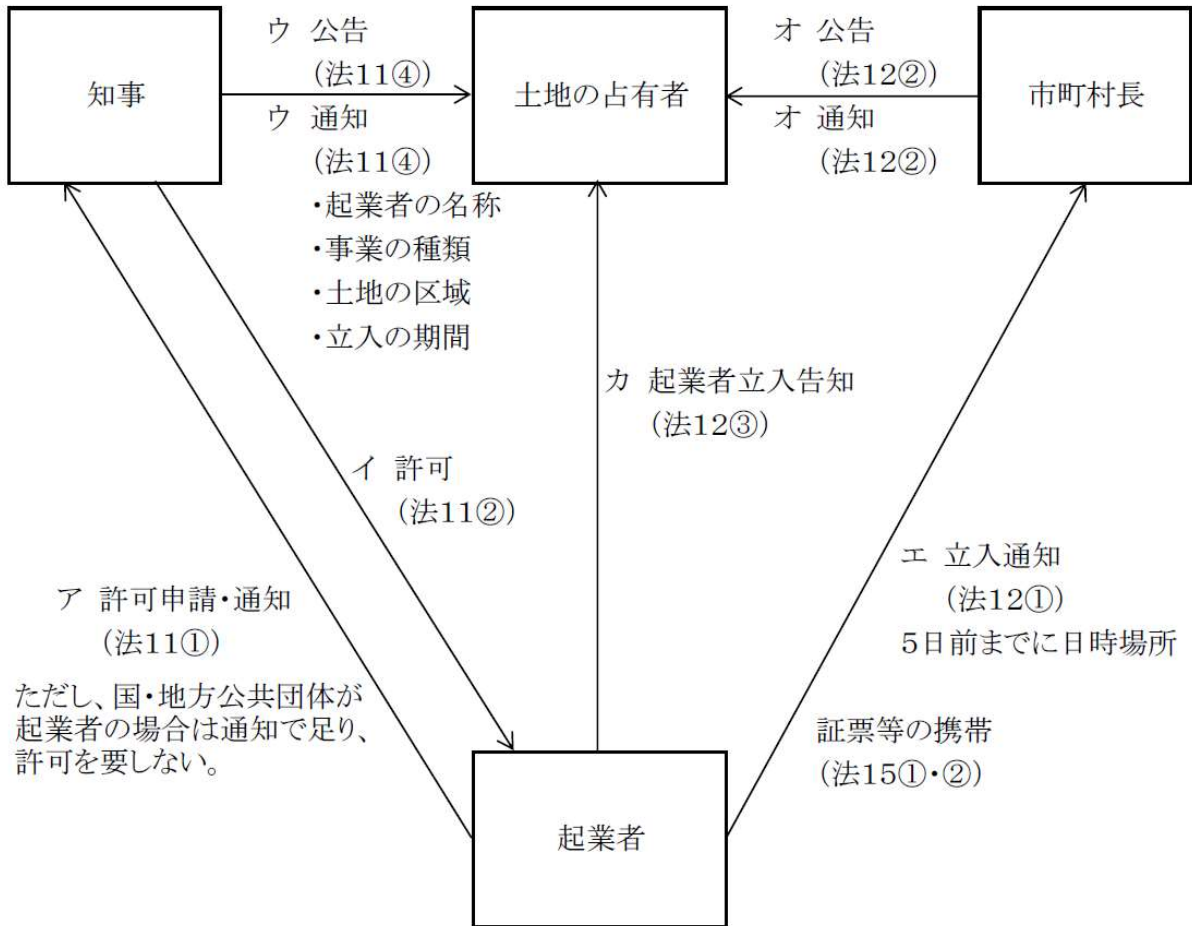 知事
ウ 公告
(法11④)
ウ 通知
(法11④)
・起業者の名称
・事業の種類
・土地の区域
・立入の期間
土地の占有者
オ 公告
(法12②)
オ 通知
(法12②)
市町村長
カ 起業者立入告知
(法12③)
イ 許可
(法11②)
ア 許可申請・通知
(法11①)
ただし、国・地方公共団体が
起業者の場合は通知で足り、
許可を要しない。
エ 立入通知
(法12①)
5日前までに日時場所
証票等の携帯
(法15①・②)
起業者